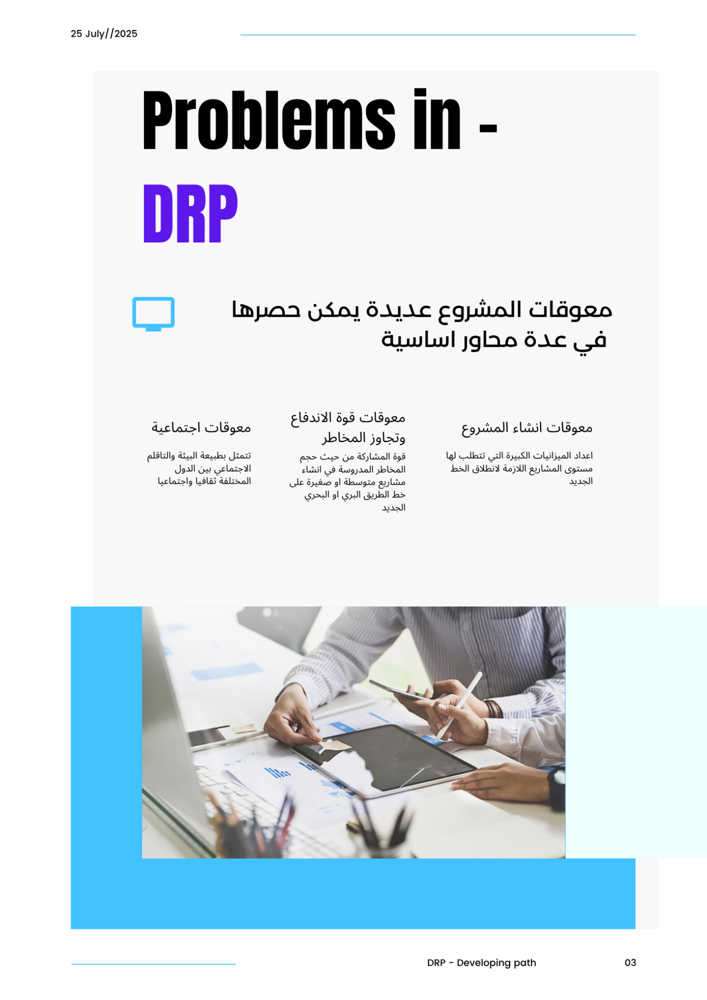 25 July//2025
Problems in -
DRP
معوقات المشروع عديدة يمكن حصرها
في عدة محاور اساسية
معوقات انشاء المشروع
اعداد الميزانيات الكبيرة التي تتطلب لها
مستوى المشاريع اللازمة لانطلاق الخط
الجديد
معوقات قوة الاندفاع
وتجاوز المخاطر
قوة المشاركة من حيث حجم
المخاطر المدروسة في انشاء
مشاريع متوسطة او صغيرة على
خط الطريق البري او البحري
الجديد
معوقات اجتماعية
تتمثل بطبيعة البيئة والتاقلم
الاجتماعي بين الدول
المختلفة ثقافيا واجتماعيا
DRP - Developing path
03